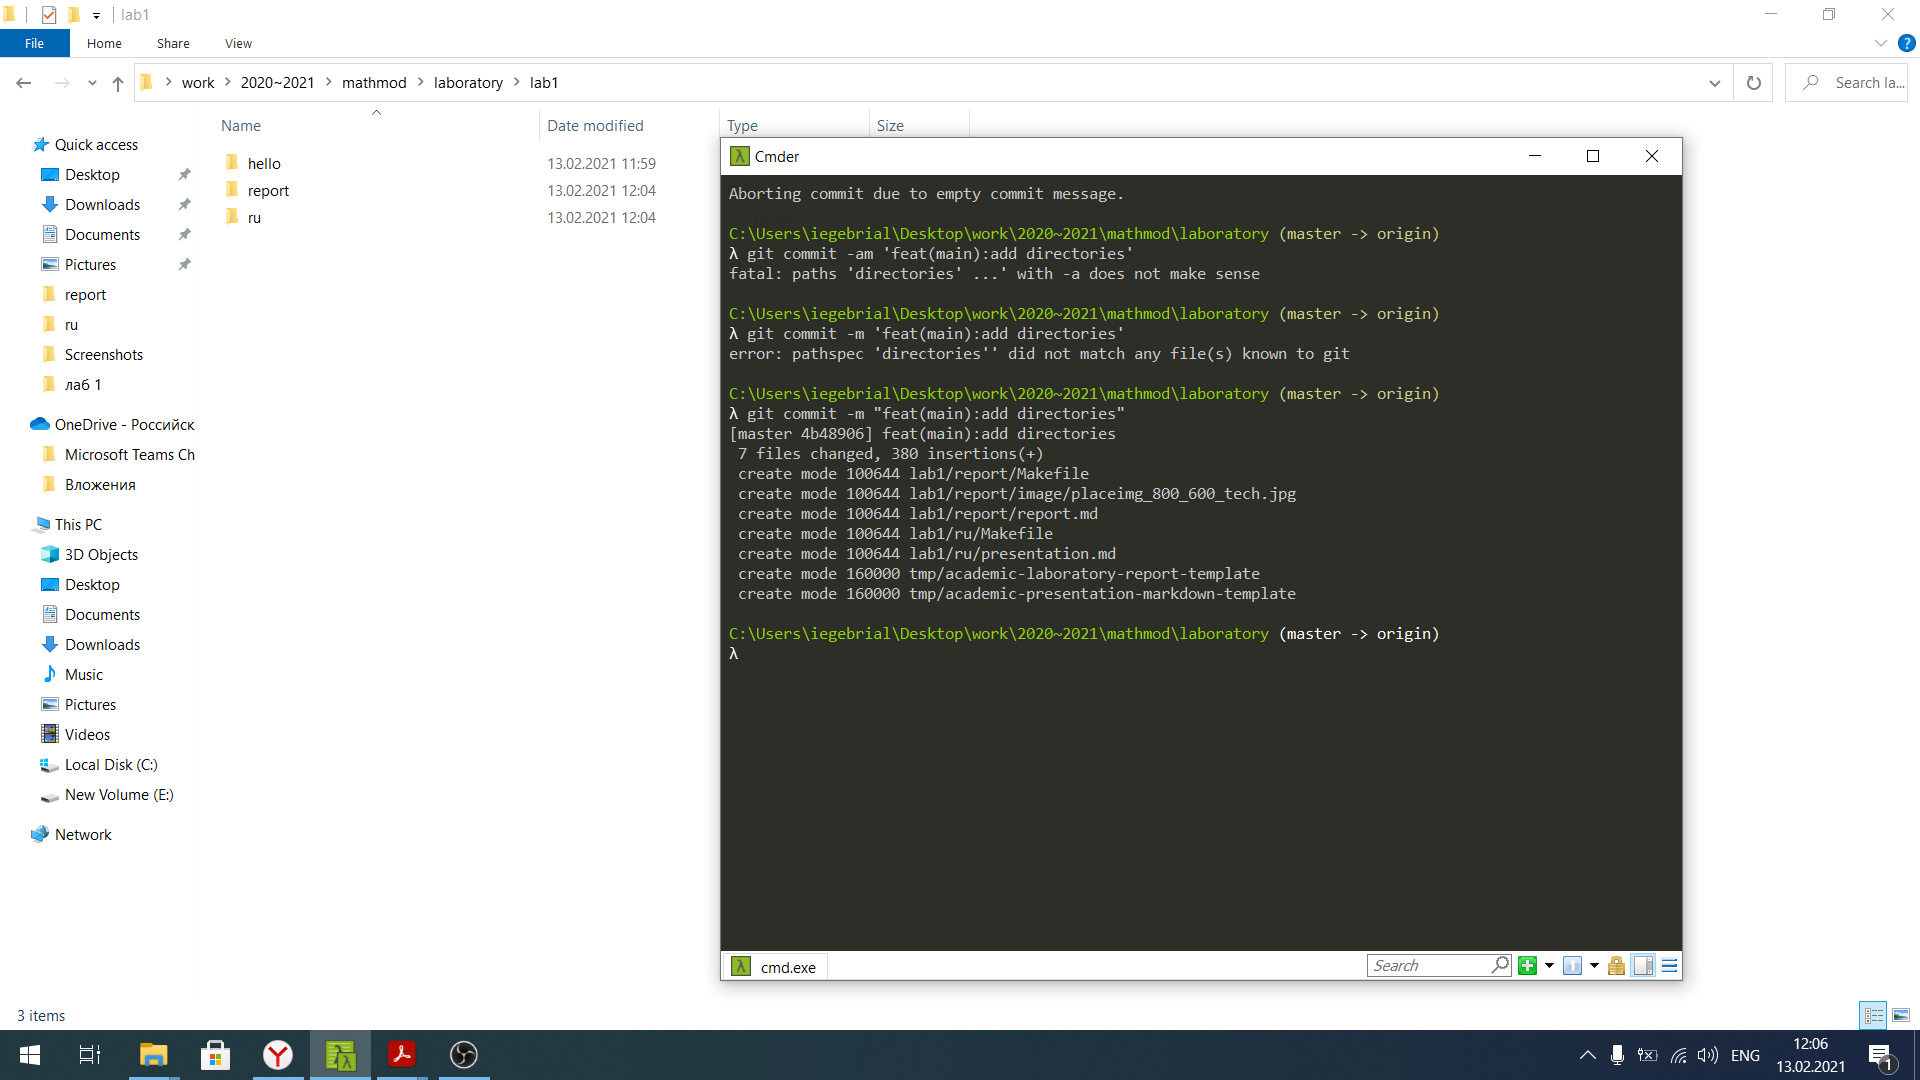 lab1
File Home Share View
work 2020~2021 mathmod laboratory lab1
Search la...
Name Date modified Type Size
hello 13.02.2021 11:59
report 13.02.2021 12:04
ru 13.02.2021 12:04
Quick access
Desktop
Downloads
Documents
Pictures
report
ru
Screenshots
лаб 1
OneDrive - Российск
Microsoft Teams Ch
Вложения
This PC
3D Objects
Desktop
Documents
Downloads
Music
Pictures
Videos
Local Disk (C:)
New Volume (E:)
Network
3 items
λ Cmder
Aborting commit due to empty commit message.
C:\Users\iegebrial\Desktop\work\2020~2021\mathmod\laboratory (master -> origin)
λ git commit -am 'feat(main):add directories'
fatal: paths 'directories' ...' with -a does not make sense
C:\Users\iegebrial\Desktop\work\2020~2021\mathmod\laboratory (master -> origin)
λ git commit -m 'feat(main):add directories'
error: pathspec 'directories'' did not match any file(s) known to git
C:\Users\iegebrial\Desktop\work\2020~2021\mathmod\laboratory (master -> origin)
λ git commit -m "feat(main):add directories"
[master 4b48906] feat(main):add directories
7 files changed, 380 insertions(+)
create mode 100644 lab1/report/Makefile
create mode 100644 lab1/report/image/placeimg_800_600_tech.jpg
create mode 100644 lab1/report/report.md
create mode 100644 lab1/ru/Makefile
create mode 100644 lab1/ru/presentation.md
create mode 160000 tmp/academic-laboratory-report-template
create mode 160000 tmp/academic-presentation-markdown-template
C:\Users\iegebrial\Desktop\work\2020~2021\mathmod\laboratory (master -> origin)
λ
λ cmd.exe
Search
ENG
12:06
13.02.2021
1